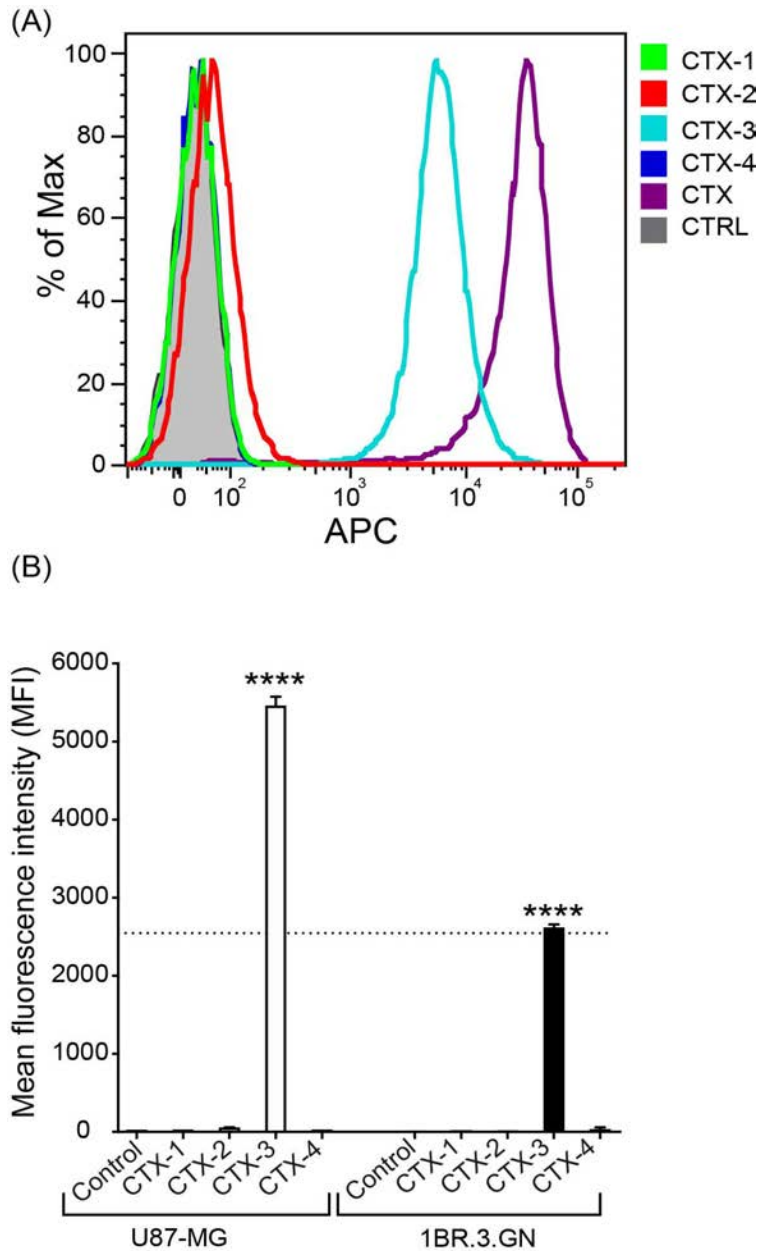 (A)
100
80
60
40
20
0
% of Max
0 10² 10³ 10⁴ 10⁵
APC
CTX-1
CTX-2
CTX-3
CTX-4
CTX
CTRL
(B)
Mean fluorescence intensity (MFI)
6000
5000
4000
3000
2000
1000
0
**** ****
Control CTX-1 CTX-2 CTX-3 CTX-4 Control CTX-1 CTX-2 CTX-3 CTX-4
U87-MG 1BR.3.GN